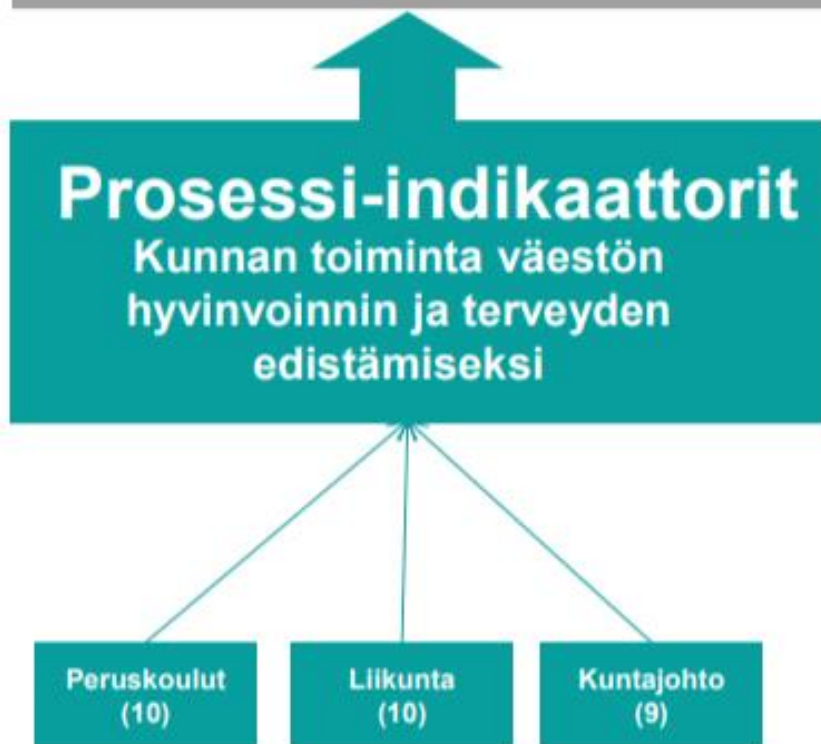 Prosessi-indikaattorit
Kunnan toiminta väestön
hyvinvoinnin ja terveyden
edistämiseksi
Peruskoulut
(10)
Liikunta
(10)
Kuntajohto
(9)